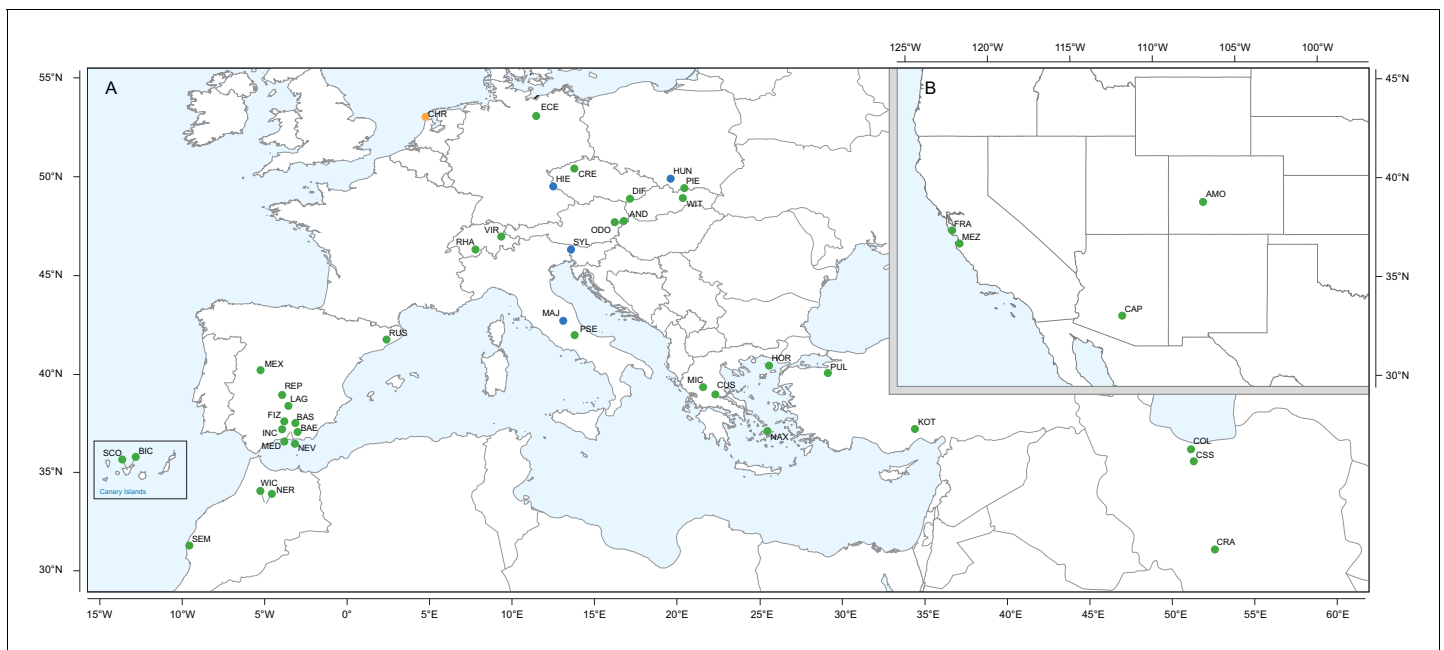 125°W 120°W 115°W 110°W 105°W 100°W
55°N A B 45°N
ECE
CHR
50°N HUN 40°N
CRE PIE
HIE
DIF WIT AMO
AND
ODO FRA
VIR MEZ
RHA SYL
45°N 35°N
MAJ CAP
PSE
RUS
MEX HOR
40°N PUL 30°N
MIC CUS
REP
LAG
FIZ BAS
INC BAE KOT
NAX
MED NEV COL
SCO BIC CSS
35°N
Canary Islands
WIC
NER
SEM CRA
30°N
15°W 10°W 5°W 0° 5°E 10°E 15°E 20°E 25°E 30°E 35°E 40°E 45°E 50°E 55°E 60°E